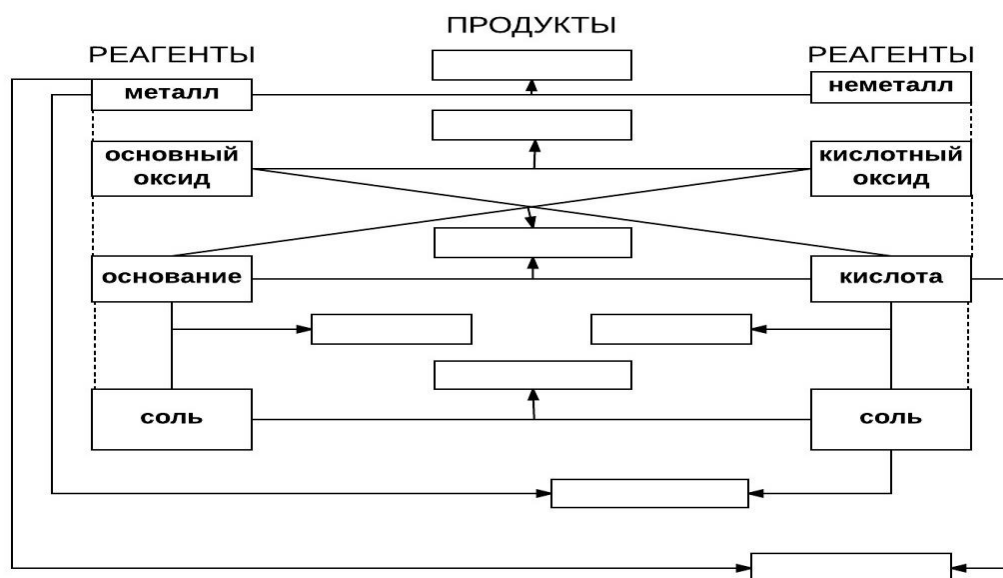 ПРОДУКТЫ
РЕАГЕНТЫ
РЕАГЕНТЫ
металл
неметалл
основный
оксид
кислотный
оксид
основание
кислота
соль
соль